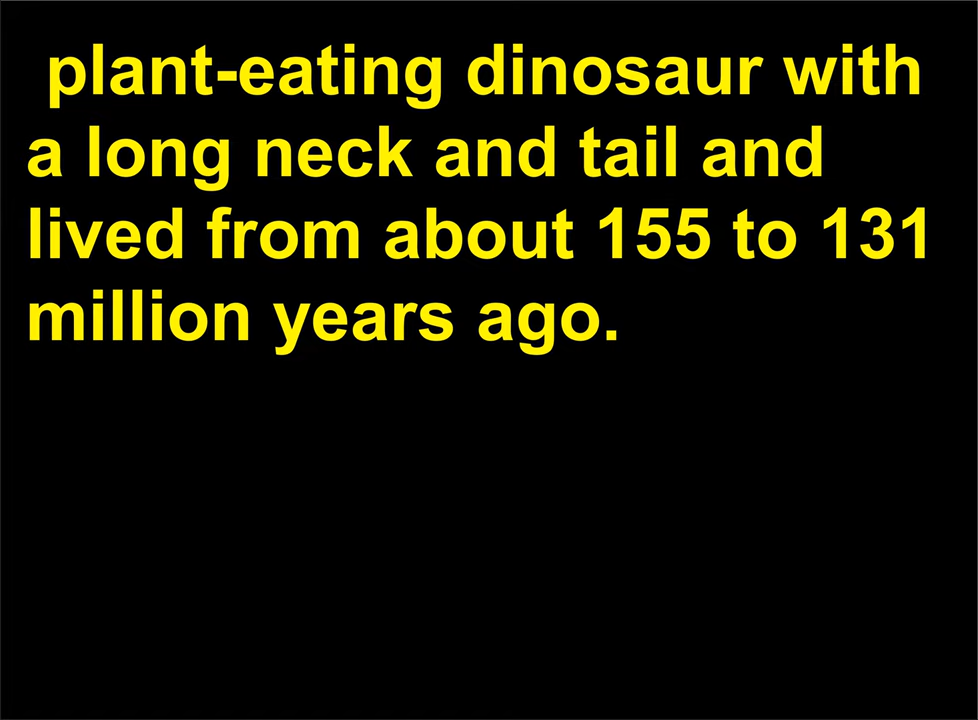 plant-eating dinosaur with
a long neck and tail and
lived from about 155 to 131
million years ago.